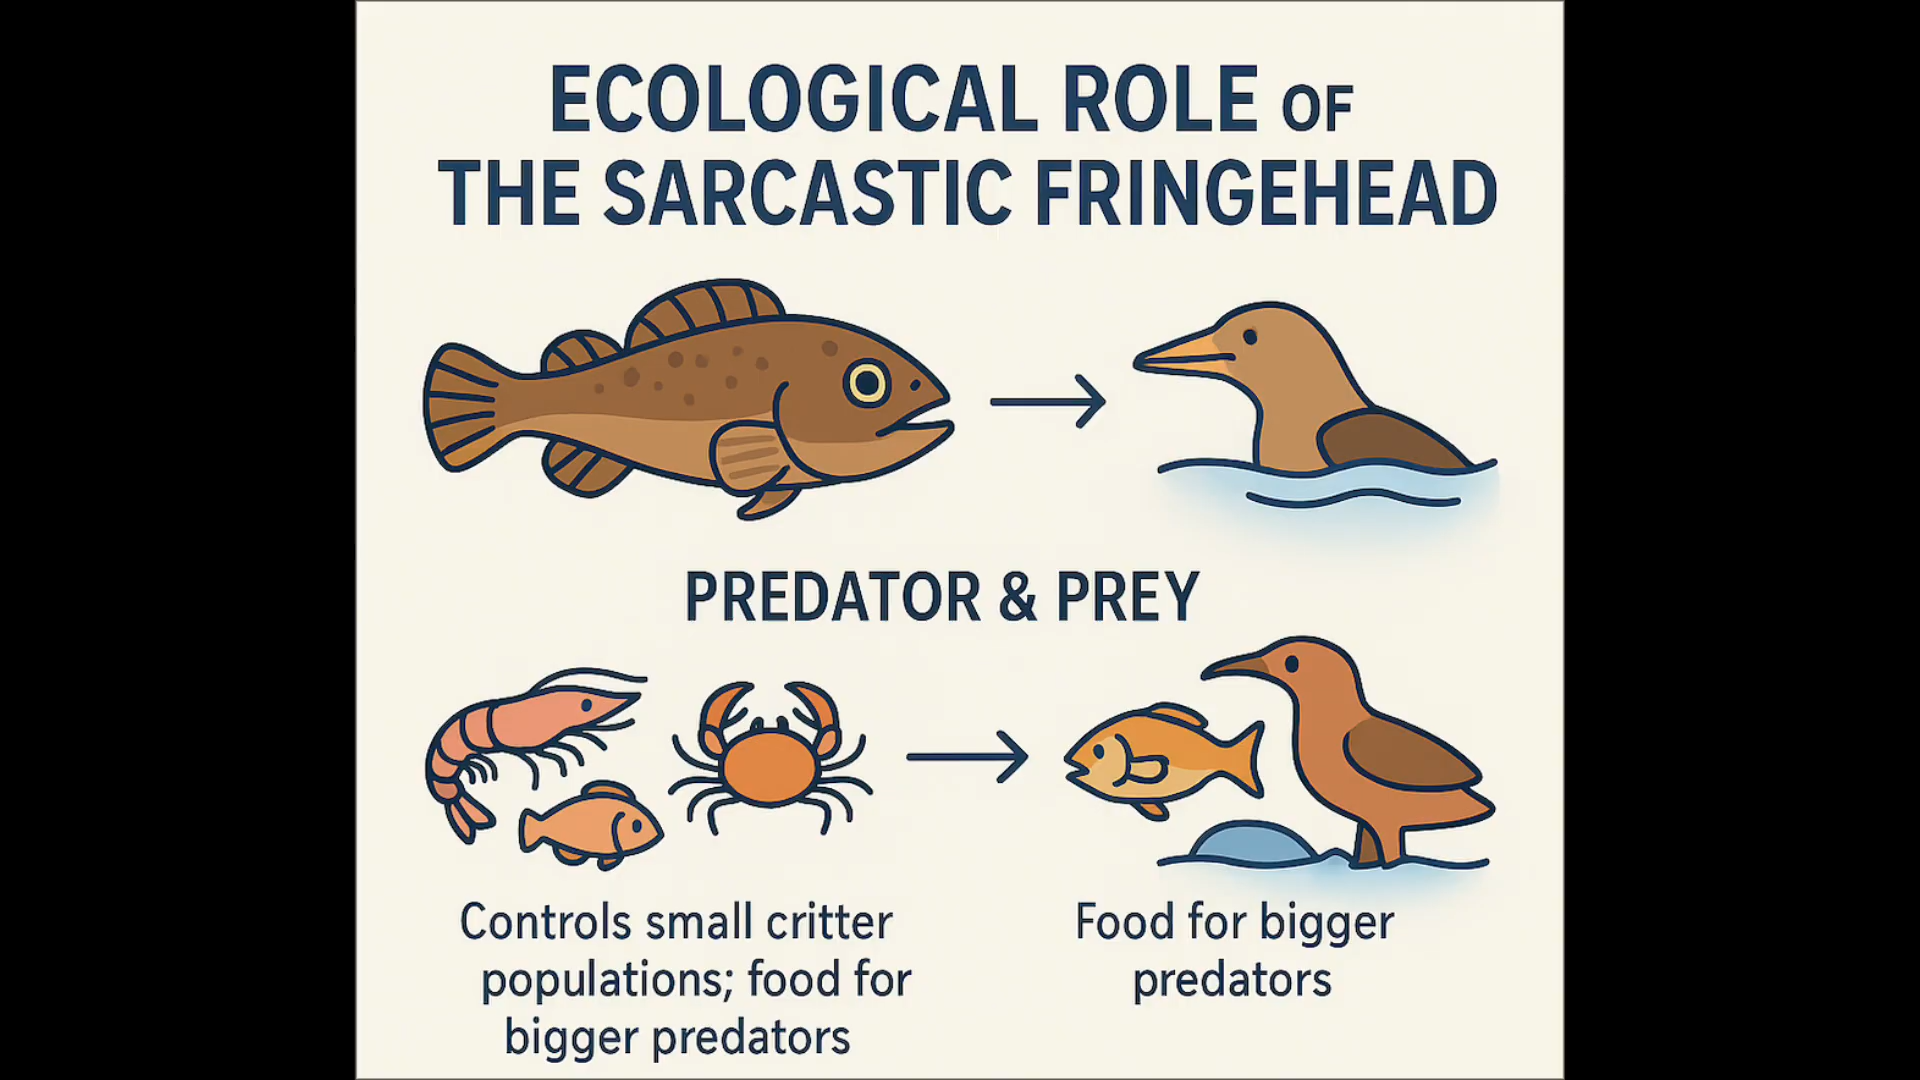 ECOLOGICAL ROLE OF
THE SARCASTIC FRINGEHEAD
PREDATOR & PREY
Controls small critter
populations; food for
bigger predators
Food for bigger
predators